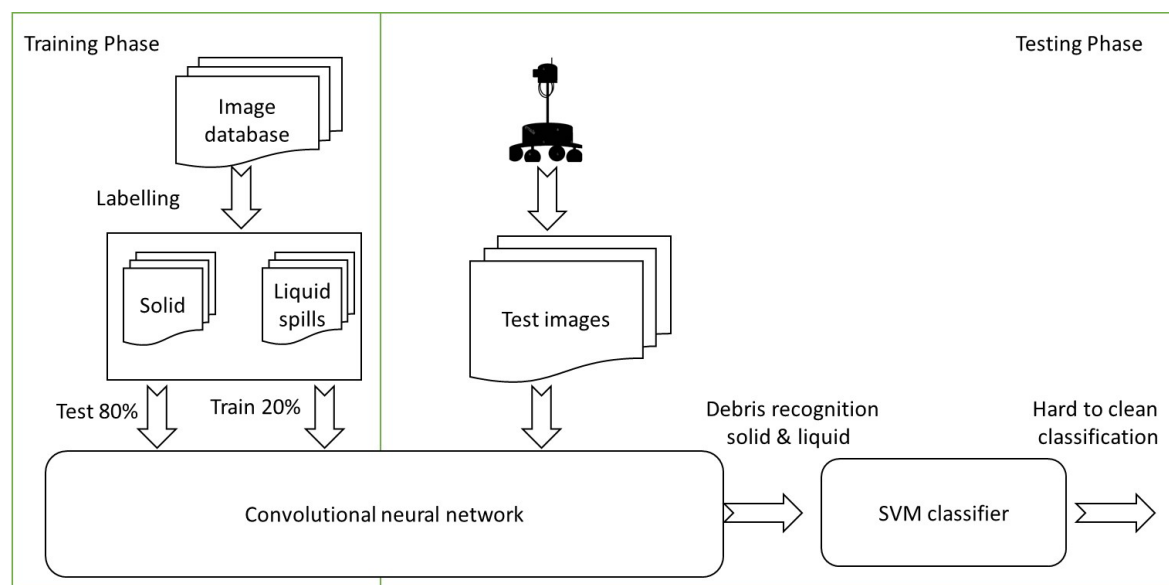 Training Phase
Testing Phase
Image
database
Labelling
Solid
Liquid
spills
Test images
Test 80%
Train 20%
Debris recognition
solid & liquid
Hard to clean
classification
Convolutional neural network
SVM classifier